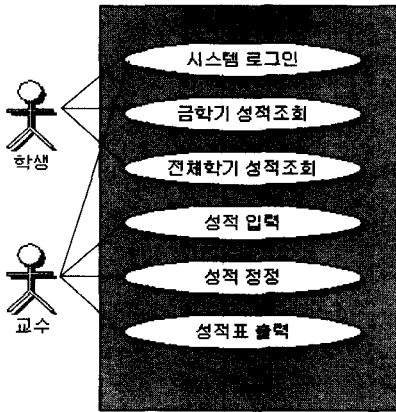 시스템 로그인
금학기 성적조회
학생
전체학기 성적조회
성적 입력
성적 정정
교수
성적표 출력